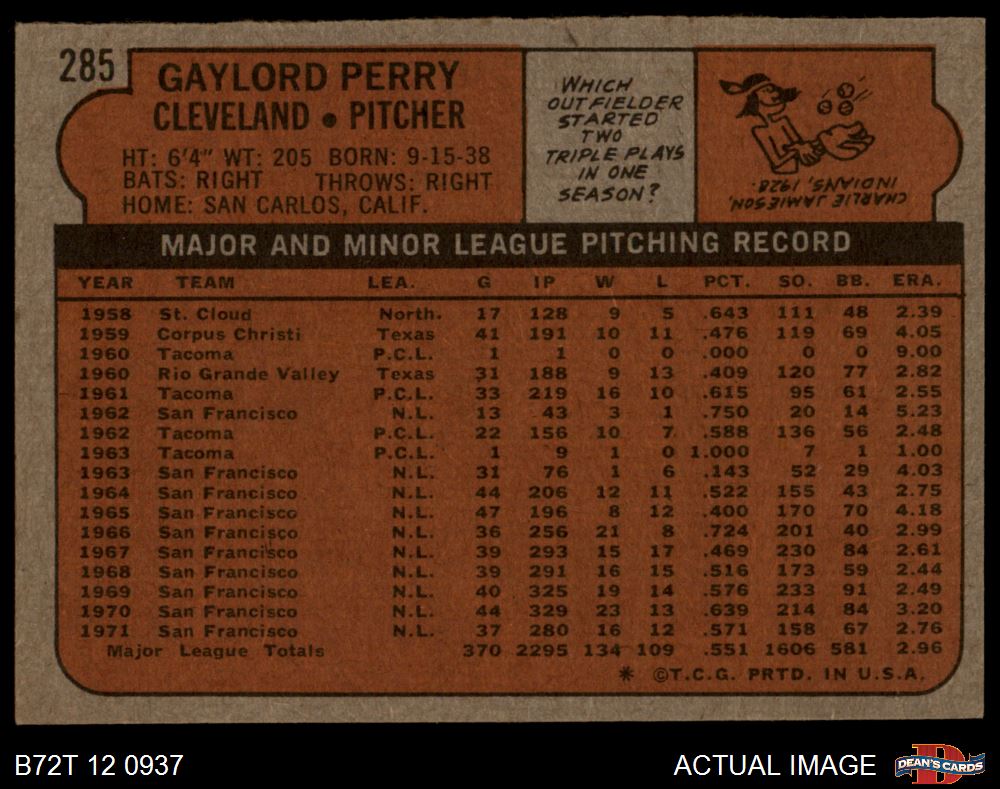 285
GAYLORD PERRY
CLEVELAND • PITCHER
HT: 6'4" WT: 205 BORN: 9-15-38
BATS: RIGHT THROWS: RIGHT
HOME: SAN CARLOS, CALIF.
WHICH
OUTFIELDER
STARTED
TWO
TRIPLE PLAYS
IN ONE
SEASON?
CHARLIE JAMIESON,
INDIANS, 1928.
MAJOR AND MINOR LEAGUE PITCHING RECORD
YEAR TEAM LEA. G IP W L PCT. SO. BB. ERA.
1958 St. Cloud North. 17 128 9 5 .643 111 48 2.39
1959 Corpus Christi Texas 41 191 10 11 .476 119 69 4.05
1960 Tacoma P.C.L. 1 1 0 0 .000 0 0 9.00
1960 Rio Grande Valley Texas 31 188 9 13 .409 120 77 2.82
1961 Tacoma P.C.L. 33 219 16 10 .615 95 61 2.55
1962 San Francisco N.L. 13 43 3 1 .750 20 14 5.23
1962 Tacoma P.C.L. 22 156 10 7 .588 136 56 2.48
1963 Tacoma P.C.L. 1 9 1 0 1.000 7 1 1.00
1963 San Francisco N.L. 31 76 1 6 .143 52 29 4.03
1964 San Francisco N.L. 44 206 12 11 .522 155 43 2.75
1965 San Francisco N.L. 47 196 8 12 .400 170 70 4.18
1966 San Francisco N.L. 36 256 21 8 .724 201 40 2.99
1967 San Francisco N.L. 39 293 15 17 .469 230 84 2.61
1968 San Francisco N.L. 39 291 16 15 .516 173 59 2.44
1969 San Francisco N.L. 40 325 19 14 .576 233 91 2.49
1970 San Francisco N.L. 44 329 23 13 .639 214 84 3.20
1971 San Francisco N.L. 37 280 16 12 .571 158 67 2.76
Major League Totals 370 2295 134 109 .551 1606 581 2.96
* ©T.C.G. PRTD. IN U.S.A.
B72T 12 0937
ACTUAL IMAGE
D
DEAN'S CARDS